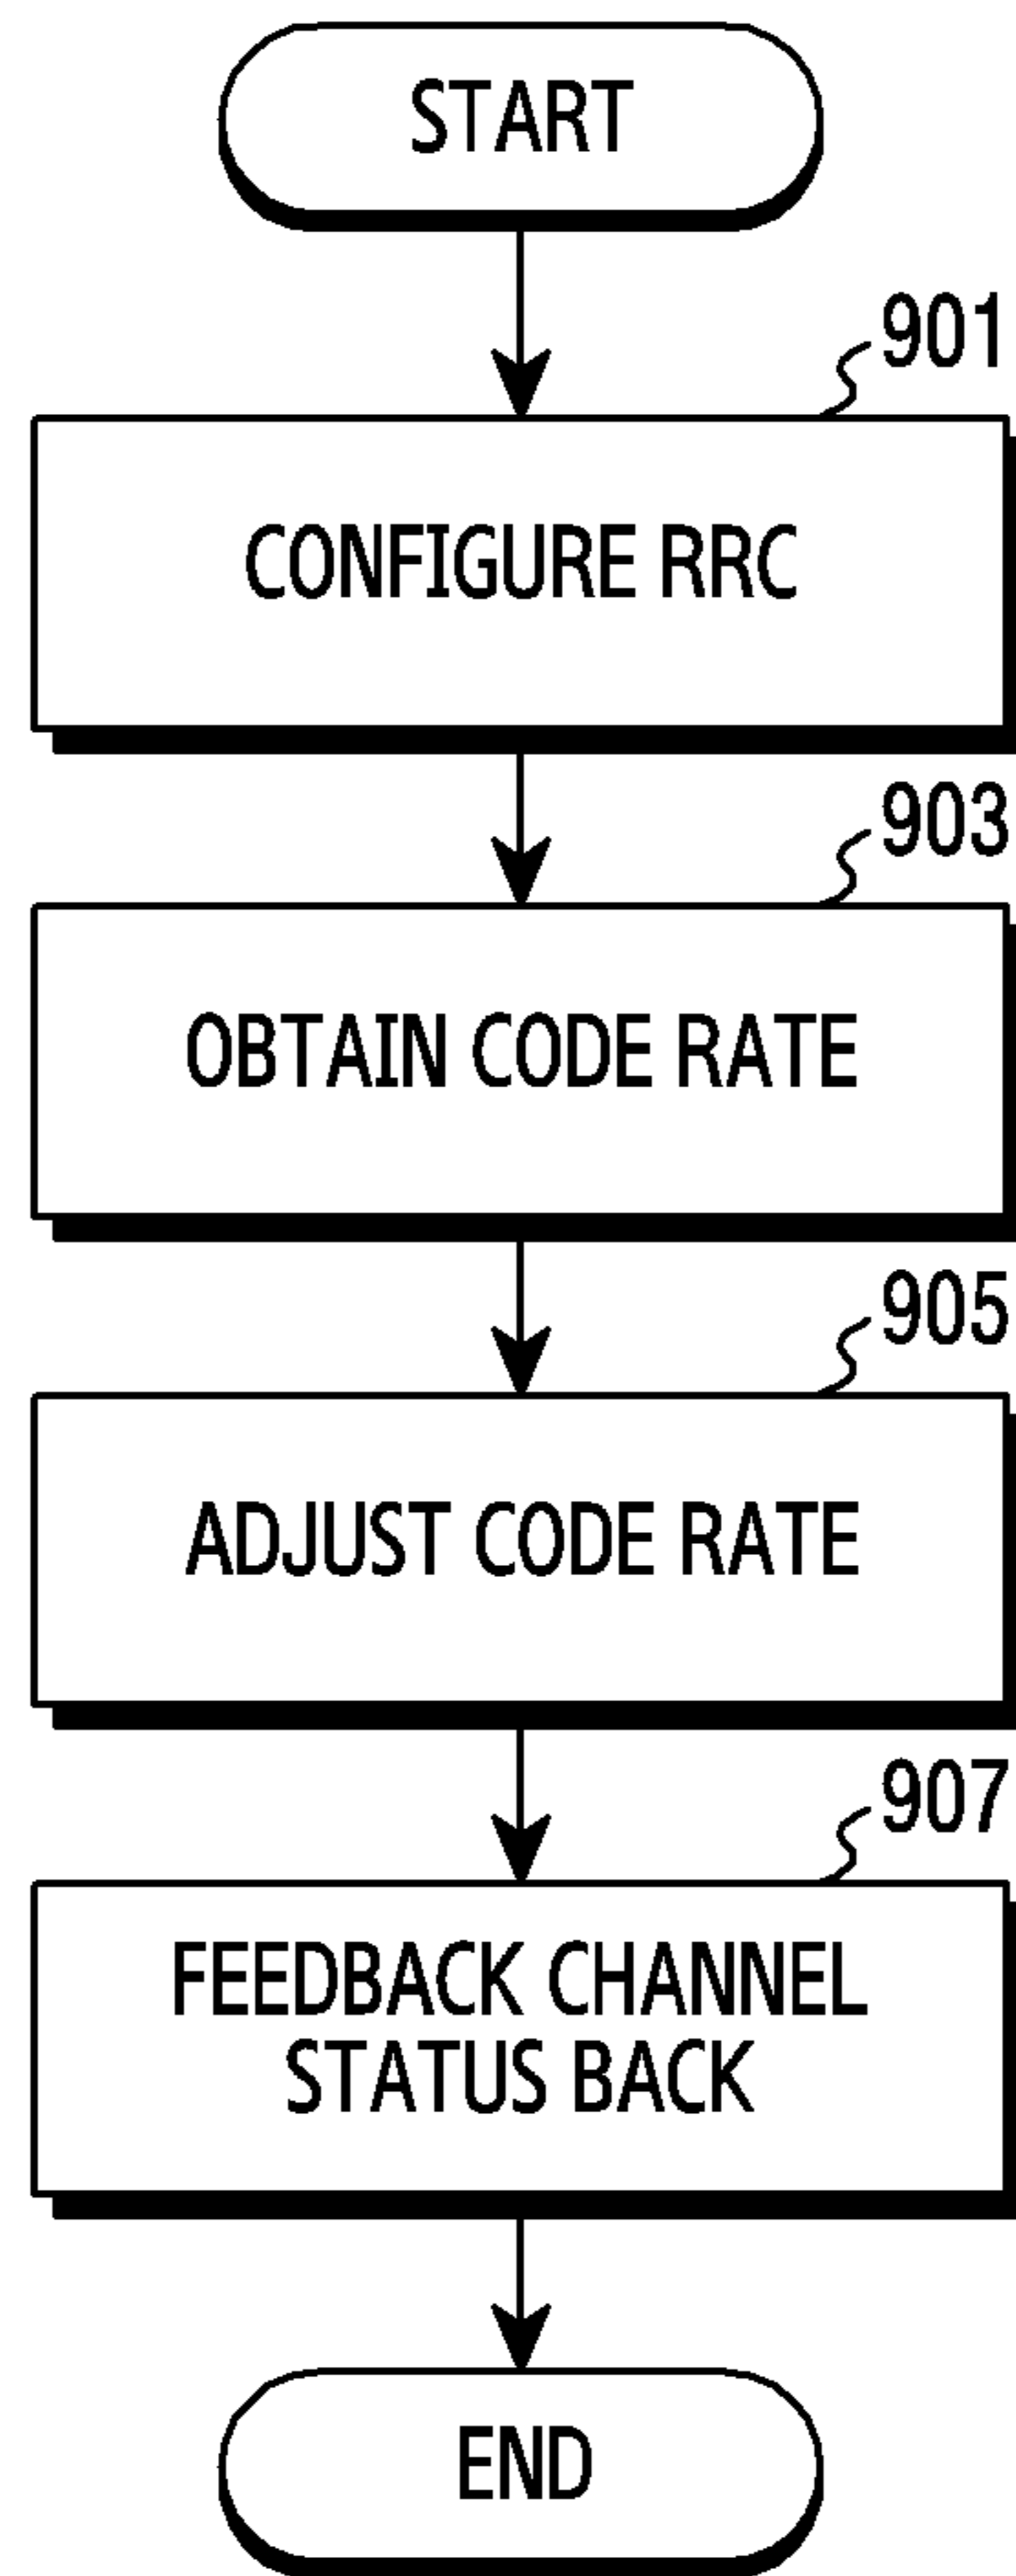 START
901
CONFIGURE RRC
903
OBTAIN CODE RATE
905
ADJUST CODE RATE
907
FEEDBACK CHANNEL
STATUS BACK
END